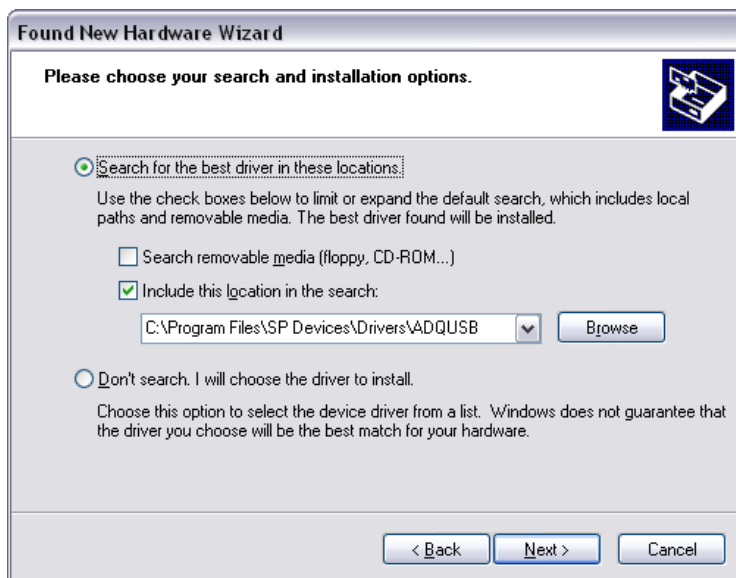 Found New Hardware Wizard
Please choose your search and installation options.
Search for the best driver in these locations.
Use the check boxes below to limit or expand the default search, which includes local
paths and removable media. The best driver found will be installed.
Search removable media (floppy, CD-ROM...)
Include this location in the search:
C:\Program Files\SP Devices\Drivers\ADQUSB
Browse
Don't search. I will choose the driver to install.
Choose this option to select the device driver from a list. Windows does not guarantee that
the driver you choose will be the best match for your hardware.
< Back
Next >
Cancel